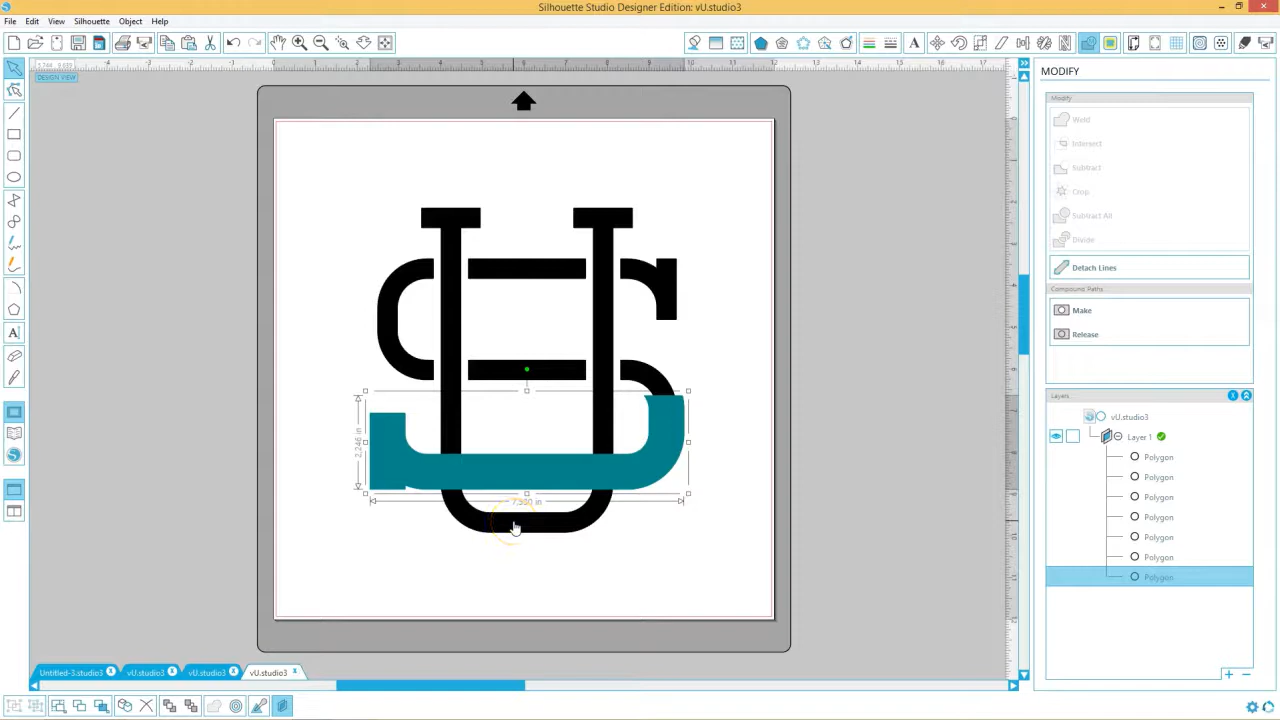 Silhouette Studio Designer Edition: vU.studio3
File Edit View Silhouette Object Help
DESIGN VIEW
MODIFY
Modify
Weld
Intersect
Subtract
Crop
Subtract All
Divide
Detach Lines
Compound Paths
Make
Release
Layers
vU.studio3
Layer 1
Polygon
Polygon
Polygon
Polygon
Polygon
Polygon
Polygon
Untitled-3.studio3 vU.studio3 vU.studio3 vU.studio3